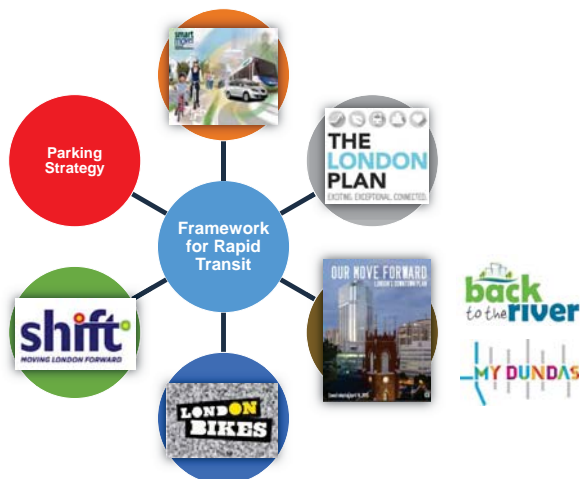 smart
moves
Parking
Strategy
THE
LONDON
PLAN
EXCITING. EXCEPTIONAL. CONNECTED.
Framework
for Rapid
Transit
OUR MOVE FORWARD
LONDON'S DOWNTOWN PLAN
back
to the river
shift
MOVING LONDON FORWARD
MY DUNDAS
LONDON
BIKES